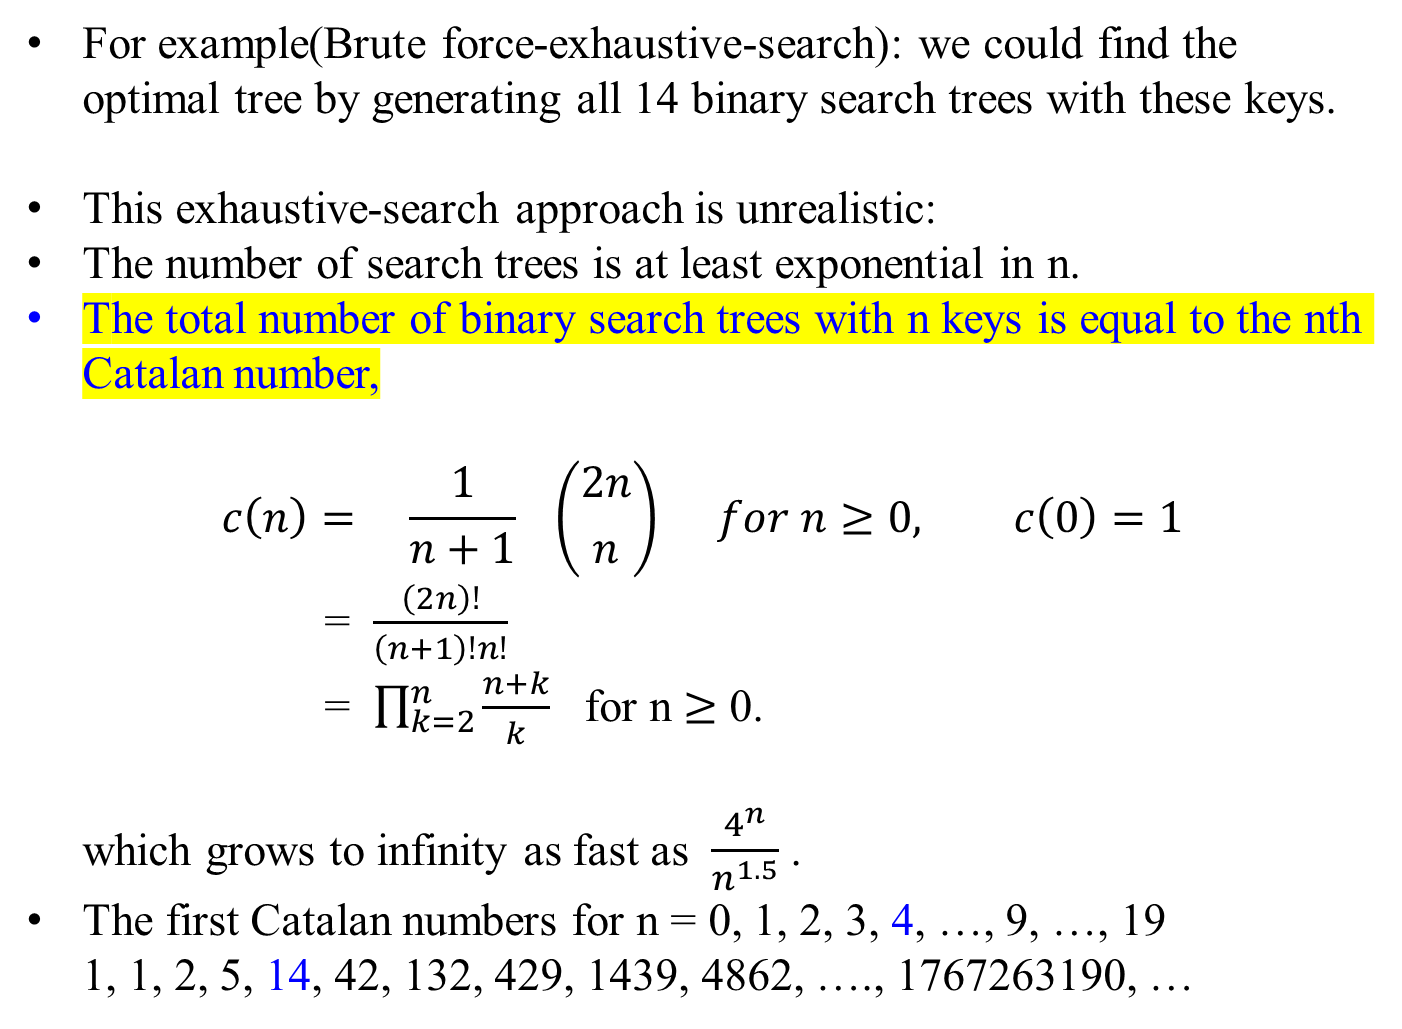 • For example(Brute force-exhaustive-search): we could find the
optimal tree by generating all 14 binary search trees with these keys.
• This exhaustive-search approach is unrealistic:
• The number of search trees is at least exponential in n.
• The total number of binary search trees with n keys is equal to the nth
Catalan number,
c(n) = 1/(n + 1) (2n n) for n ≥ 0, c(0) = 1
= (2n)!/((n+1)!n!)
= ∏ⁿₖ₌₂ (n+k)/k for n ≥ 0.
which grows to infinity as fast as 4ⁿ/n^1.5 .
• The first Catalan numbers for n = 0, 1, 2, 3, 4, …, 9, …, 19
1, 1, 2, 5, 14, 42, 132, 429, 1439, 4862, …., 1767263190, …